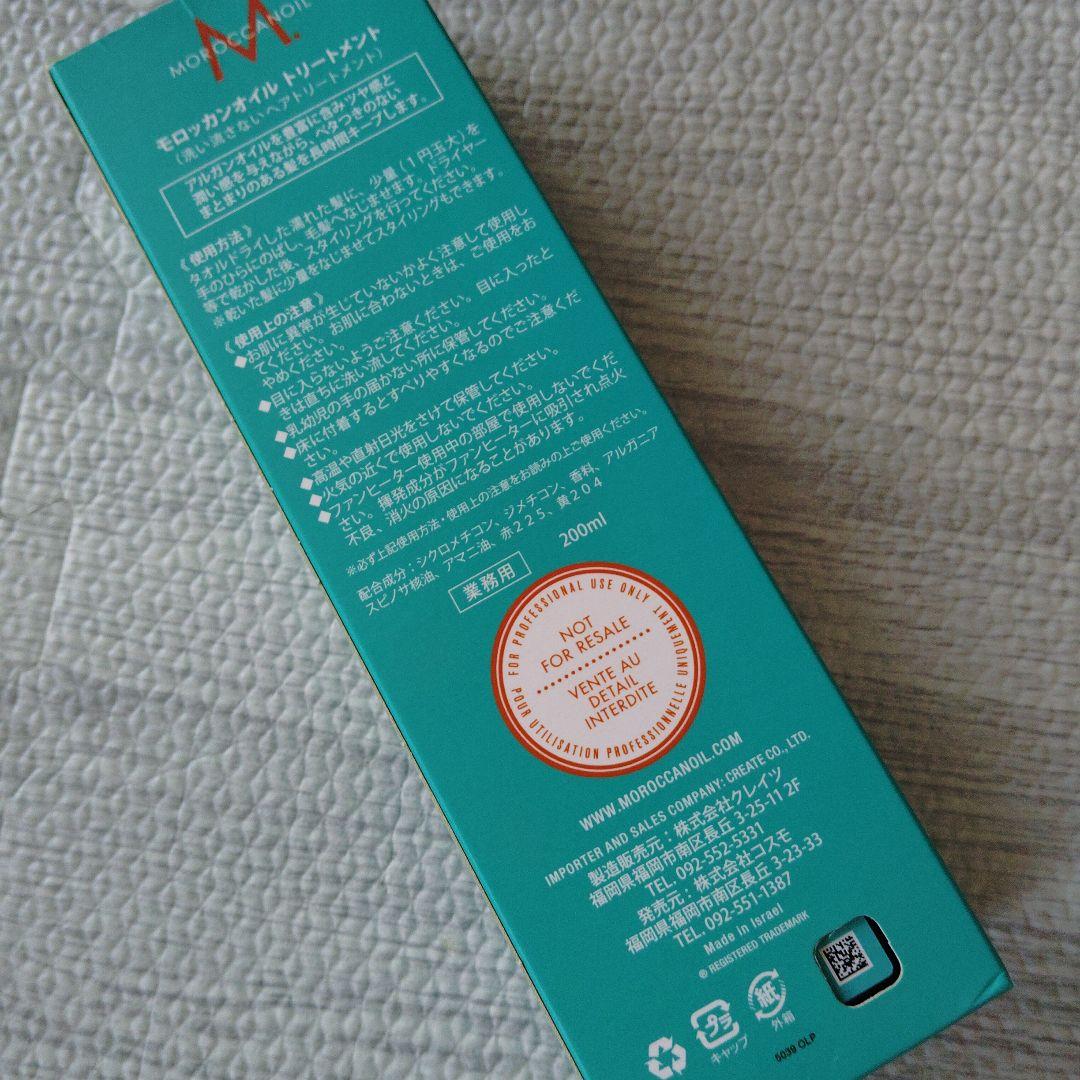 M.
MOROCCANOIL
モロッカンオイル トリートメント
(洗い流さないヘアトリートメント)
アルガンオイルを豊富に含みツヤ感と
潤い感を与えながら、ベタつきのない
まとまりのある髪を長時間キープします。
《使用方法》
タオルドライした濡れた髪に、少量(1円玉大)を
手のひらにのばし、毛髪へなじませます。ドライヤー
等で乾かした後、スタイリングを行ってください。
※乾いた髪に少量をなじませてスタイリングもできます。
《使用上の注意》
◆お肌に異常が生じていないかよく注意して使用し
てください。お肌に合わないときは、ご使用をお
やめください。
◆目に入らないようご注意ください。目に入ったと
きは直ちに洗い流してください。
◆乳幼児の手の届かない所に保管してください。
◆床に付着するとすべりやすくなるのでご注意くだ
さい。
◆高温や直射日光をさけて保管してください。
◆火気の近くで使用しないでください。
◆ファンヒーター使用中の部屋で使用しないでくだ
さい。揮発成分がファンヒーターに吸引され点火
不良、消火の原因になることがあります。
※必ず上記使用方法・使用上の注意をお読みの上ご使用ください。
配合成分:シクロメチコン、ジメチコン、香料、アルガニア
スピノサ核油、アマニ油、赤225、黄204
業務用 200ml
FOR PROFESSIONAL USE ONLY
NOT
FOR RESALE
VENTE AU
DETAIL
INTERDITE
POUR UTILISATION PROFESSIONNELLE UNIQUEMENT
WWW.MOROCCANOIL.COM
IMPORTER AND SALES COMPANY: CREATE CO., LTD.
製造販売元:株式会社クレイツ
福岡県福岡市南区長丘 3-25-11 2F
TEL. 092-552-5331
発売元:株式会社コスモ
福岡県福岡市南区長丘 3-23-33
TEL. 092-551-1387
Made in Israel
® REGISTERED TRADEMARK
プラ
キャップ
紙
外箱
5039 OLP